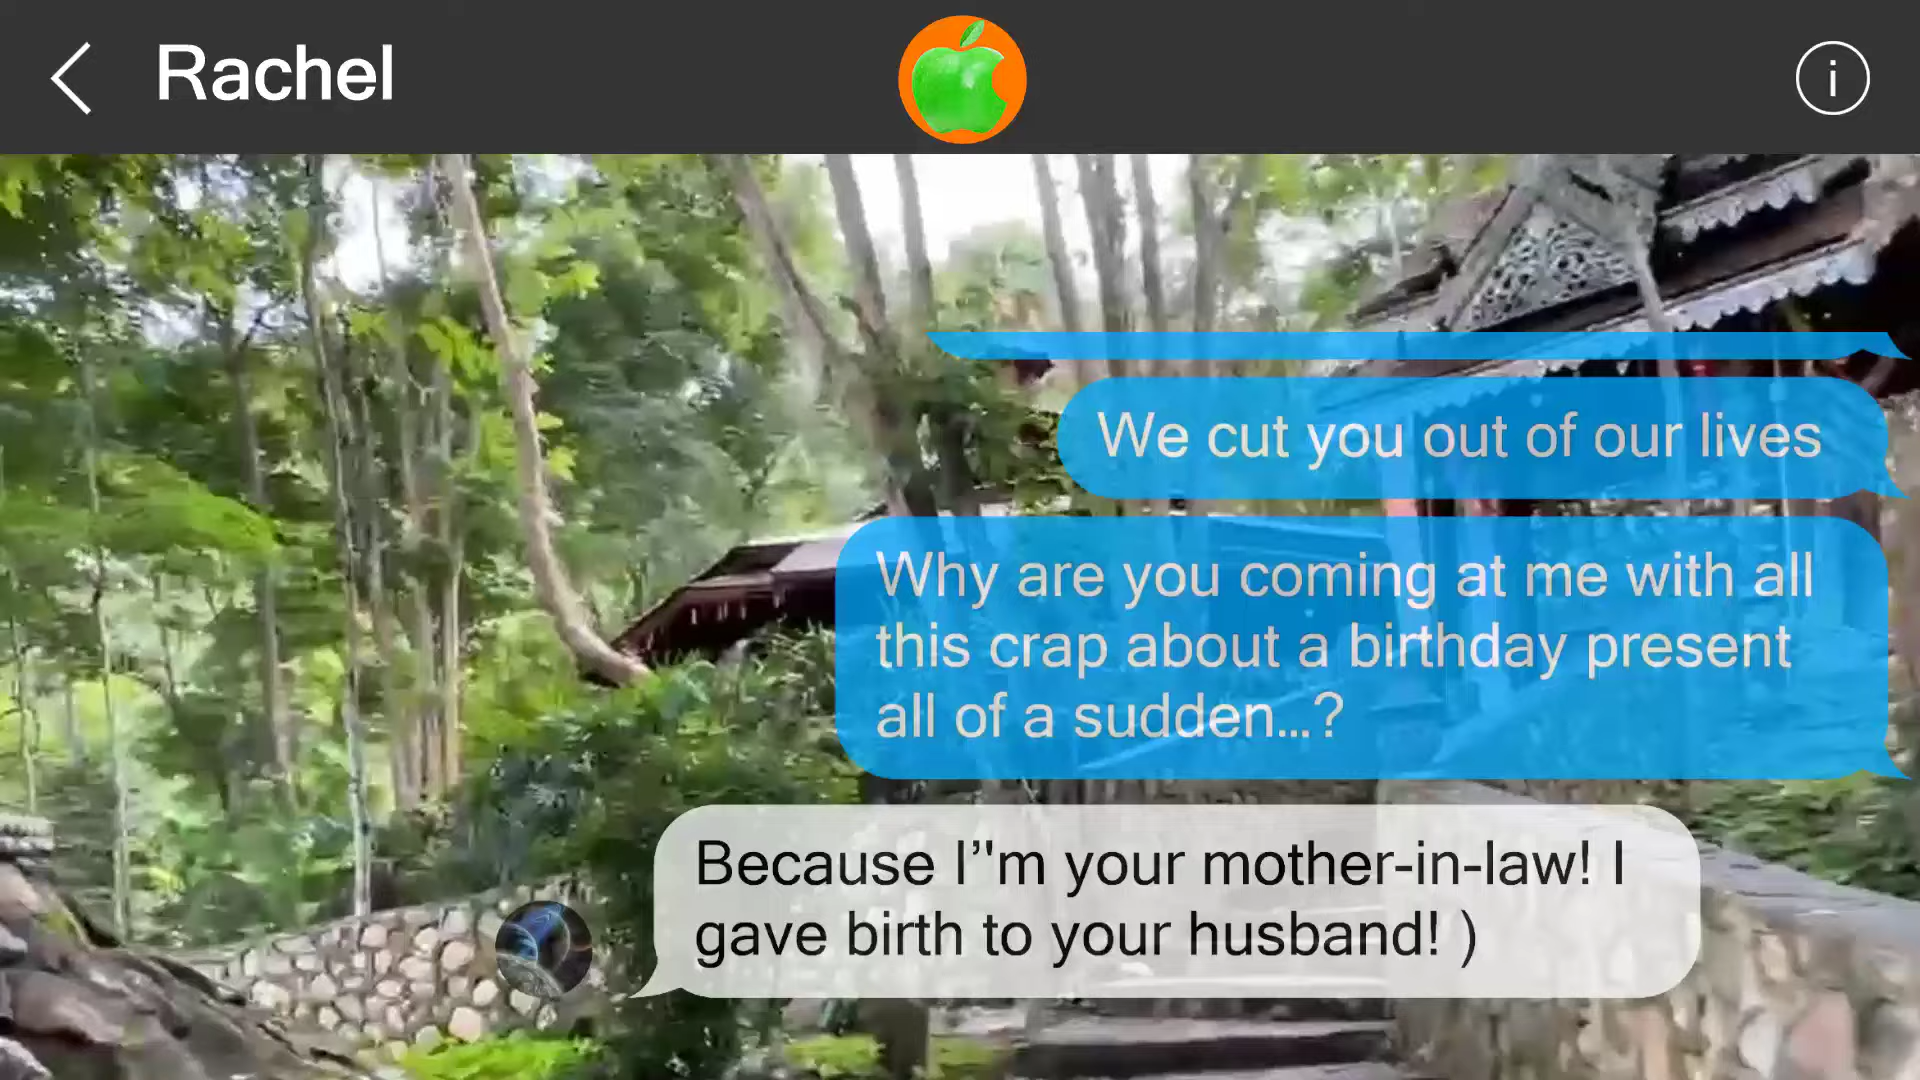 Rachel
i
We cut you out of our lives
Why are you coming at me with all
this crap about a birthday present
all of a sudden...?
Because I’'m your mother-in-law! I
gave birth to your husband! )